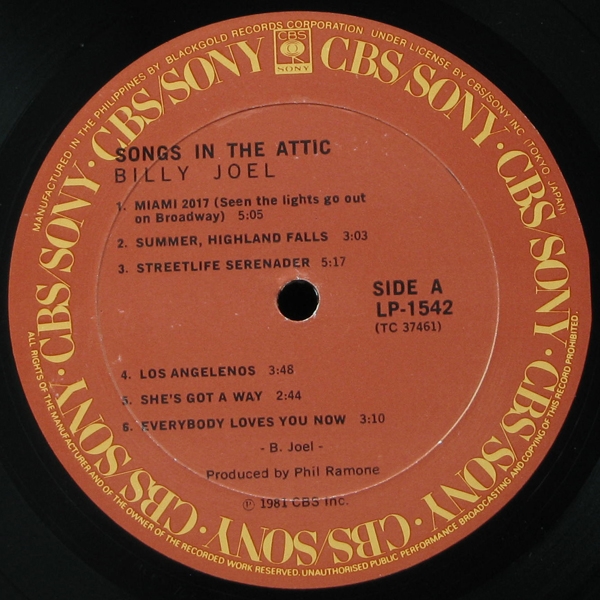 MANUFACTURED IN THE PHILIPPINES BY BLACKGOLD RECORDS CORPORATION UNDER LICENSE BY CBS/SONY INC (TOKYO, JAPAN)
CBS
SONY
CBS/SONY · CBS/SONY · CBS/SONY · CBS/SONY · CBS/SONY · CBS/SONY · CBS/SONY · CBS/SONY
SONGS IN THE ATTIC
BILLY JOEL
1. MIAMI 2017 (Seen the lights go out
on Broadway) 5:05
2. SUMMER, HIGHLAND FALLS 3:03
3. STREETLIFE SERENADER 5:17
SIDE A
LP-1542
(TC 37461)
4. LOS ANGELENOS 3:48
5. SHE'S GOT A WAY 2:44
6. EVERYBODY LOVES YOU NOW 3:10
- B. Joel -
Produced by Phil Ramone
℗ 1981 CBS Inc.
ALL RIGHTS OF THE MANUFACTURER AND OF THE OWNER OF THE RECORDED WORK RESERVED. UNAUTHORISED PUBLIC PERFORMANCE BROADCASTING AND COPYING OF THIS RECORD PROHIBITED.